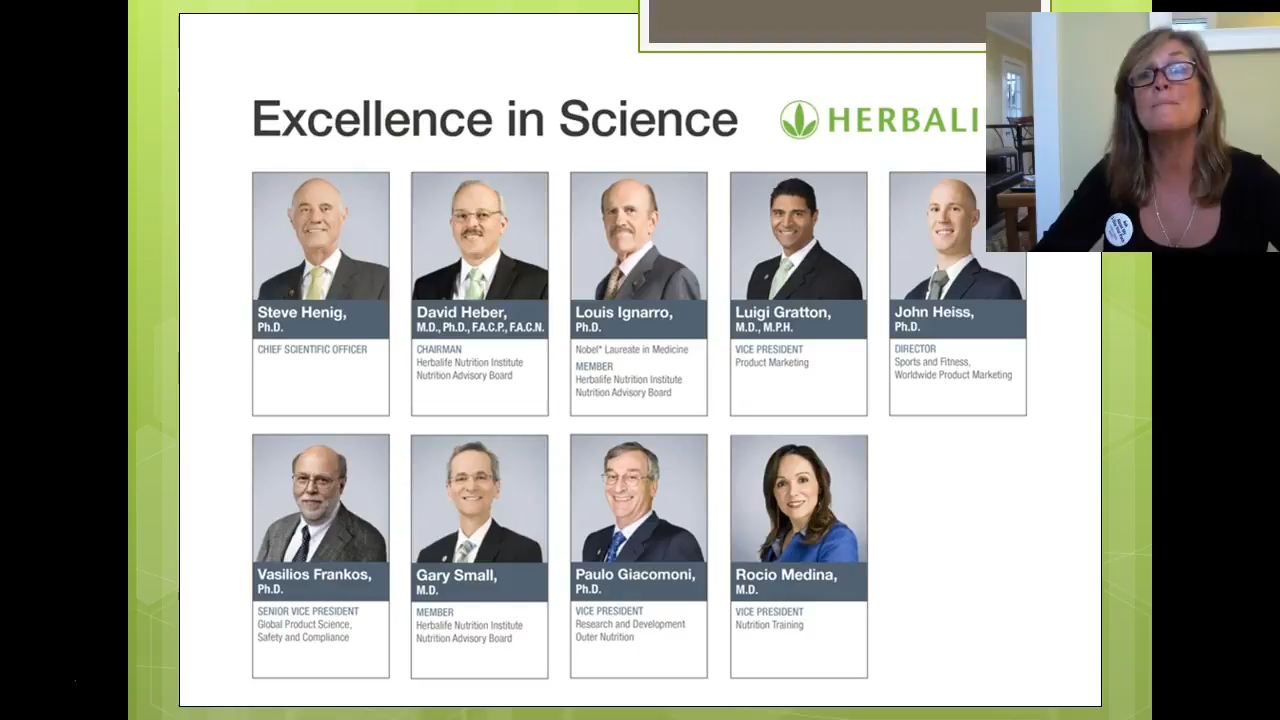 Excellence in Science
HERBALI
Steve Henig,
Ph.D.
CHIEF SCIENTIFIC OFFICER
David Heber,
M.D., Ph.D., F.A.C.P., F.A.C.N.
CHAIRMAN
Herbalife Nutrition Institute
Nutrition Advisory Board
Louis Ignarro,
Ph.D.
Nobel* Laureate in Medicine
MEMBER
Herbalife Nutrition Institute
Nutrition Advisory Board
Luigi Gratton,
M.D., M.P.H.
VICE PRESIDENT
Product Marketing
John Heiss,
Ph.D.
DIRECTOR
Sports and Fitness,
Worldwide Product Marketing
Vasilios Frankos,
Ph.D.
SENIOR VICE PRESIDENT
Global Product Science,
Safety and Compliance
Gary Small,
M.D.
MEMBER
Herbalife Nutrition Institute
Nutrition Advisory Board
Paulo Giacomoni,
Ph.D.
VICE PRESIDENT
Research and Development
Outer Nutrition
Rocio Medina,
M.D.
VICE PRESIDENT
Nutrition Training